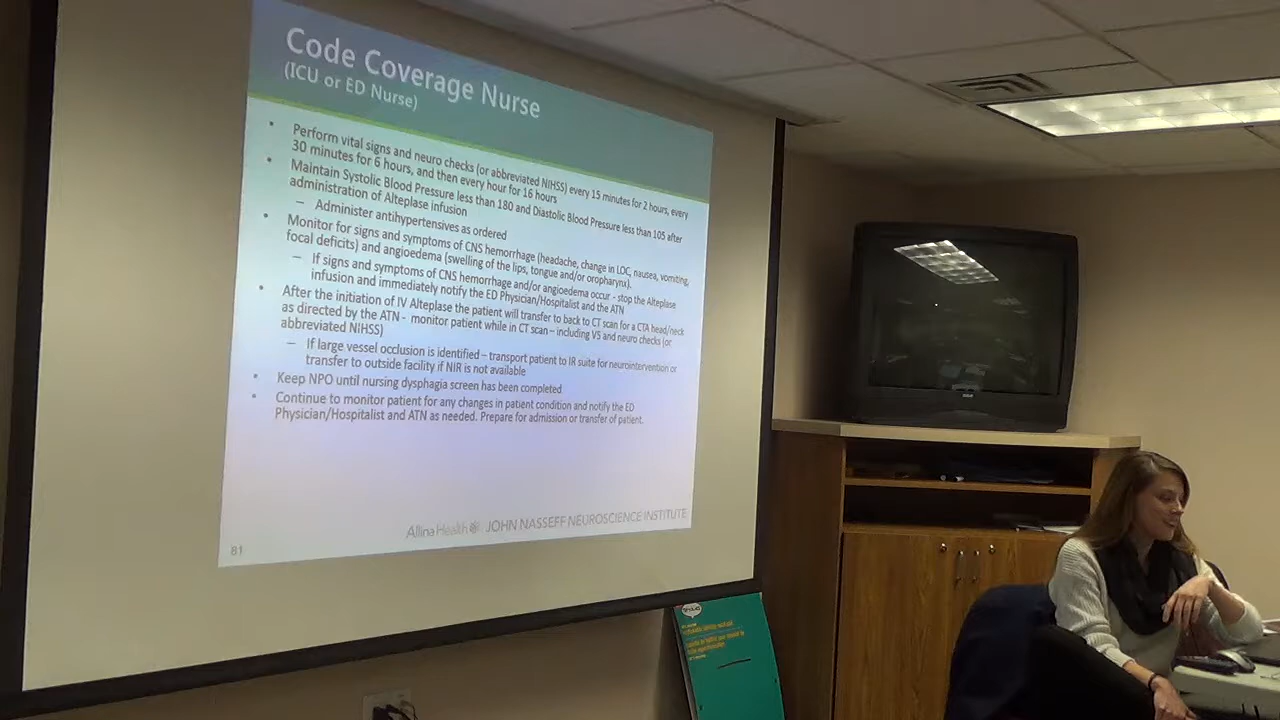 Code Coverage Nurse
(ICU or ED Nurse)
• Perform vital signs and neuro checks (or abbreviated NIHSS) every 15 minutes for 2 hours, every
30 minutes for 6 hours, and then every hour for 16 hours
• Maintain Systolic Blood Pressure less than 180 and Diastolic Blood Pressure less than 105 after
administration of Alteplase infusion
– Administer antihypertensives as ordered
• Monitor for signs and symptoms of CNS hemorrhage (headache, change in LOC, nausea, vomiting,
focal deficits) and angioedema (swelling of the lips, tongue and/or oropharynx).
– If signs and symptoms of CNS hemorrhage and/or angioedema occur - stop the Alteplase
infusion and immediately notify the ED Physician/Hospitalist and the ATN
• After the initiation of IV Alteplase the patient will transfer to back to CT scan for a CTA head/neck
as directed by the ATN - monitor patient while in CT scan – including VS and neuro checks (or
abbreviated NIHSS)
– If large vessel occlusion is identified – transport patient to IR suite for neurointervention or
transfer to outside facility if NIR is not available
• Keep NPO until nursing dysphagia screen has been completed
• Continue to monitor patient for any changes in patient condition and notify the ED
Physician/Hospitalist and ATN as needed. Prepare for admission or transfer of patient.
Allina Health JOHN NASSEFF NEUROSCIENCE INSTITUTE
81